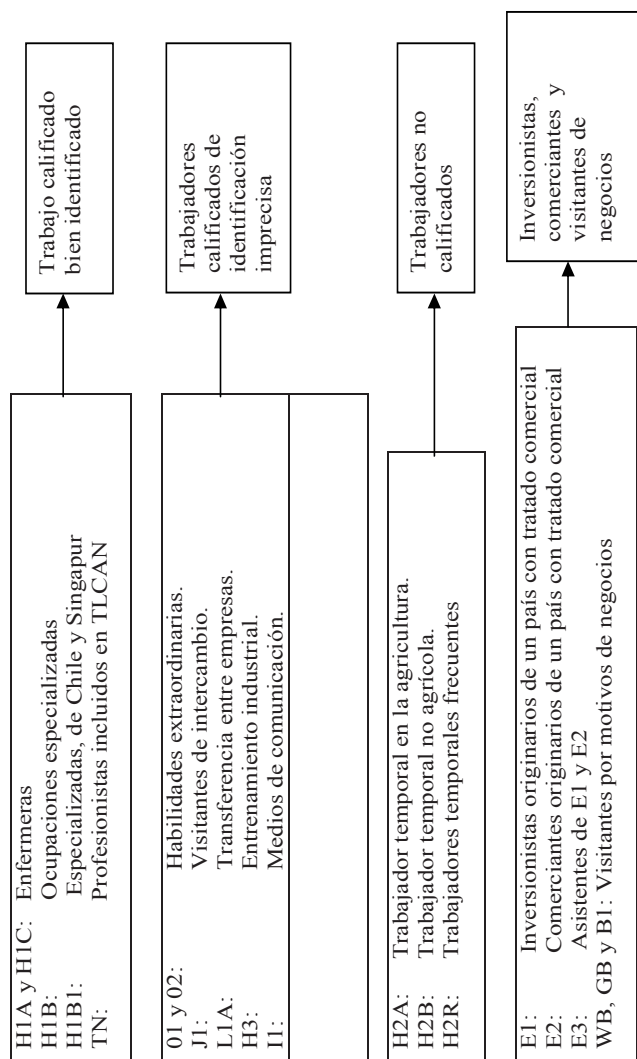 H1A y H1C: Enfermeras
H1B: Ocupaciones especializadas
H1B1: Especializadas, de Chile y Singapur
TN: Profesionistas incluidos en TLCAN
Trabajo calificado
bien identificado
01 y 02: Habilidades extraordinarias.
J1: Visitantes de intercambio.
L1A: Transferencia entre empresas.
H3: Entrenamiento industrial.
I1: Medios de comunicación.
Trabajadores
calificados de
identificación
imprecisa
H2A: Trabajador temporal en la agricultura.
H2B: Trabajador temporal no agrícola.
H2R: Trabajadores temporales frecuentes
Trabajadores no
calificados
E1: Inversionistas originarios de un país con tratado comercial
E2: Comerciantes originarios de un país con tratado comercial
E3: Asistentes de E1 y E2
WB, GB y B1: Visitantes por motivos de negocios
Inversionistas,
comerciantes y
visitantes de
negocios